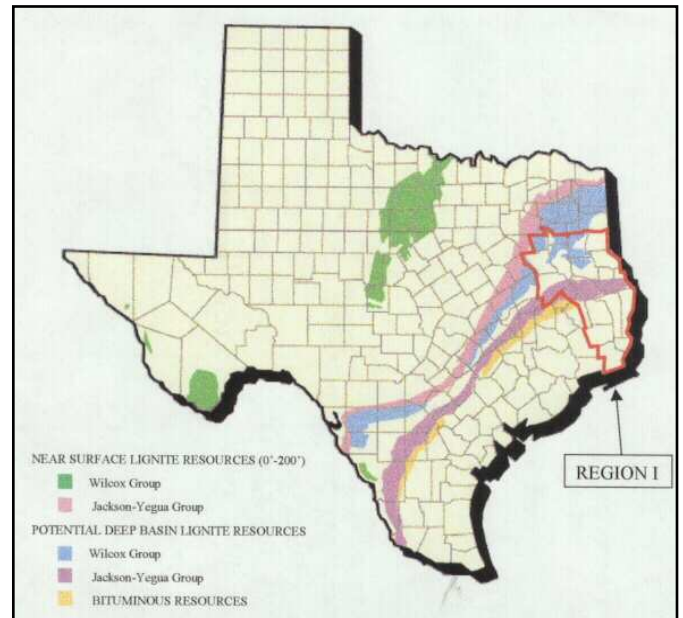 NEAR SURFACE LIGNITE RESOURCES (0'-200')
Wilcox Group
Jackson-Yegua Group
POTENTIAL DEEP BASIN LIGNITE RESOURCES
Wilcox Group
Jackson-Yegua Group
BITUMINOUS RESOURCES
REGION I